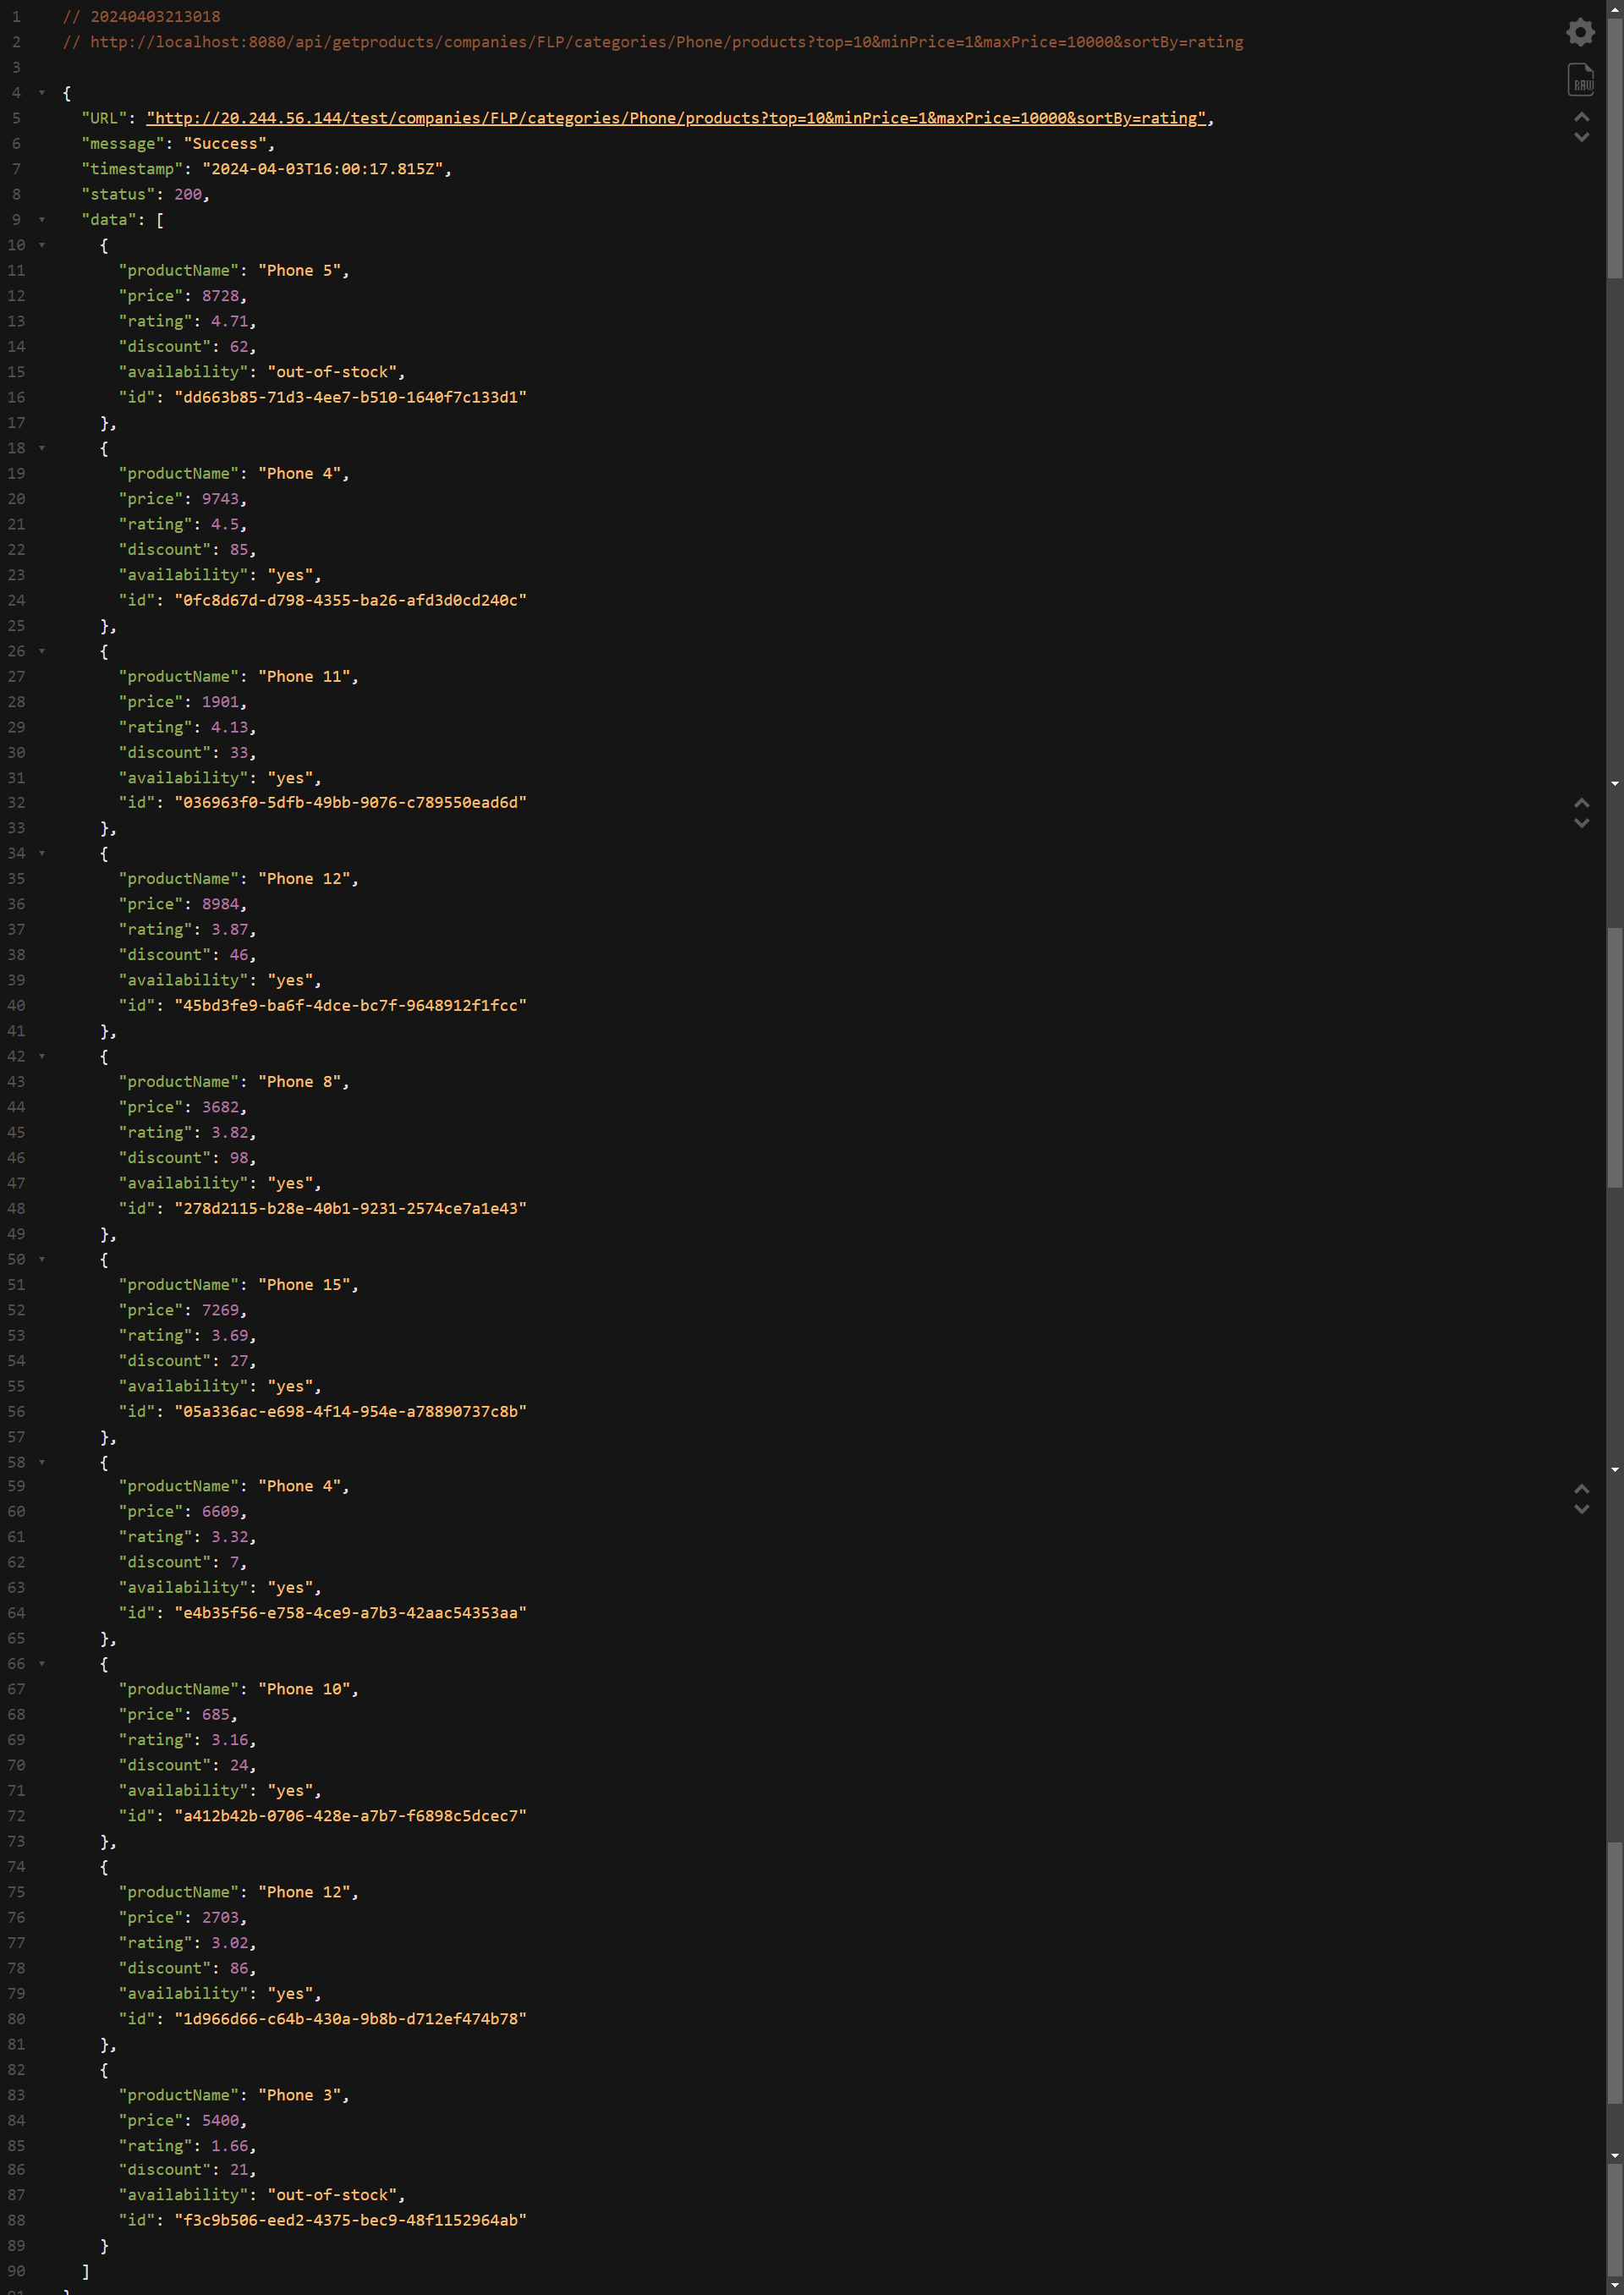 1 // 20240403213018
2 // http://localhost:8080/api/getproducts/companies/FLP/categories/Phone/products?top=10&minPrice=1&maxPrice=10000&sortBy=rating
3
4 {
5 "URL": "http://20.244.56.144/test/companies/FLP/categories/Phone/products?top=10&minPrice=1&maxPrice=10000&sortBy=rating",
6 "message": "Success",
7 "timestamp": "2024-04-03T16:00:17.815Z",
8 "status": 200,
9 "data": [
10 {
11 "productName": "Phone 5",
12 "price": 8728,
13 "rating": 4.71,
14 "discount": 62,
15 "availability": "out-of-stock",
16 "id": "dd663b85-71d3-4ee7-b510-1640f7c133d1"
17 },
18 {
19 "productName": "Phone 4",
20 "price": 9743,
21 "rating": 4.5,
22 "discount": 85,
23 "availability": "yes",
24 "id": "0fc8d67d-d798-4355-ba26-afd3d0cd240c"
25 },
26 {
27 "productName": "Phone 11",
28 "price": 1901,
29 "rating": 4.13,
30 "discount": 33,
31 "availability": "yes",
32 "id": "036963f0-5dfb-49bb-9076-c789550ead6d"
33 },
34 {
35 "productName": "Phone 12",
36 "price": 8984,
37 "rating": 3.87,
38 "discount": 46,
39 "availability": "yes",
40 "id": "45bd3fe9-ba6f-4dce-bc7f-9648912f1fcc"
41 },
42 {
43 "productName": "Phone 8",
44 "price": 3682,
45 "rating": 3.82,
46 "discount": 98,
47 "availability": "yes",
48 "id": "278d2115-b28e-40b1-9231-2574ce7a1e43"
49 },
50 {
51 "productName": "Phone 15",
52 "price": 7269,
53 "rating": 3.69,
54 "discount": 27,
55 "availability": "yes",
56 "id": "05a336ac-e698-4f14-954e-a78890737c8b"
57 },
58 {
59 "productName": "Phone 4",
60 "price": 6609,
61 "rating": 3.32,
62 "discount": 7,
63 "availability": "yes",
64 "id": "e4b35f56-e758-4ce9-a7b3-42aac54353aa"
65 },
66 {
67 "productName": "Phone 10",
68 "price": 685,
69 "rating": 3.16,
70 "discount": 24,
71 "availability": "yes",
72 "id": "a412b42b-0706-428e-a7b7-f6898c5dcec7"
73 },
74 {
75 "productName": "Phone 12",
76 "price": 2703,
77 "rating": 3.02,
78 "discount": 86,
79 "availability": "yes",
80 "id": "1d966d66-c64b-430a-9b8b-d712ef474b78"
81 },
82 {
83 "productName": "Phone 3",
84 "price": 5400,
85 "rating": 1.66,
86 "discount": 21,
87 "availability": "out-of-stock",
88 "id": "f3c9b506-eed2-4375-bec9-48f1152964ab"
89 }
90 ]
RAW